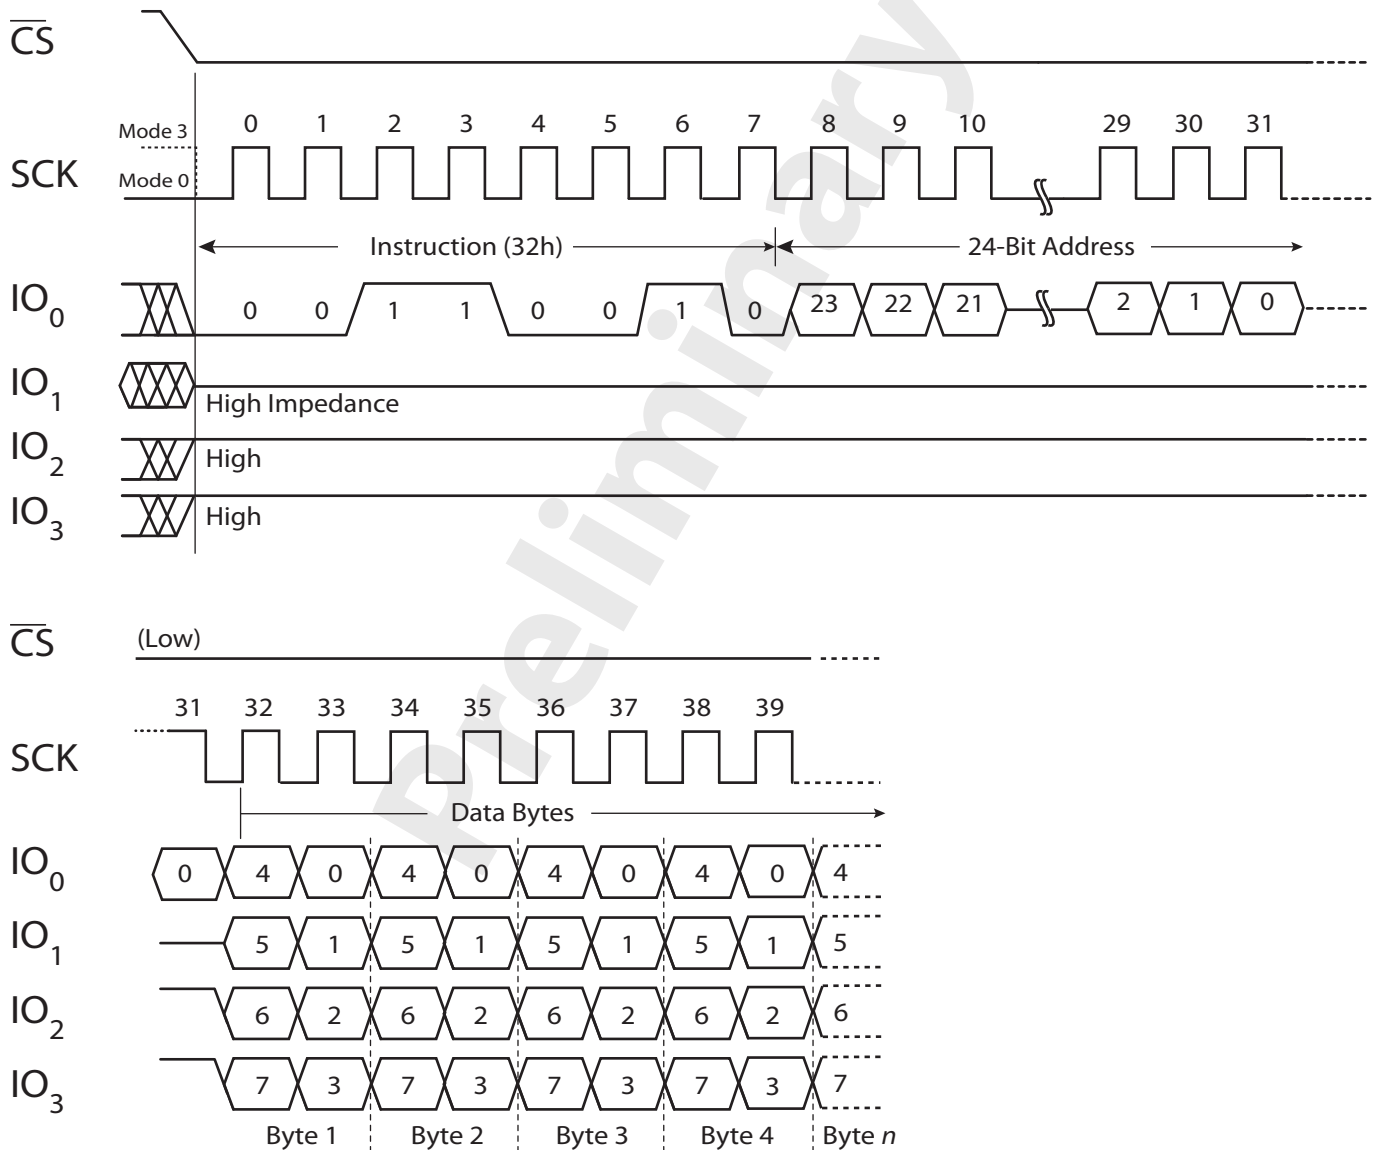 CS
Mode 3
0 1 2 3 4 5 6 7 8 9 10 29 30 31
SCK
Mode 0
Instruction (32h) 24-Bit Address
IO0
0 0 1 1 0 0 1 0 23 22 21 2 1 0
IO1
High Impedance
IO2
High
IO3
High
CS
(Low)
31 32 33 34 35 36 37 38 39
SCK
Data Bytes
IO0 0 4 0 4 0 4 0 4 0 4
IO1 5 1 5 1 5 1 5 1 5
IO2 6 2 6 2 6 2 6 2 6
IO3 7 3 7 3 7 3 7 3 7
Byte 1 Byte 2 Byte 3 Byte 4 Byte n
Preliminary